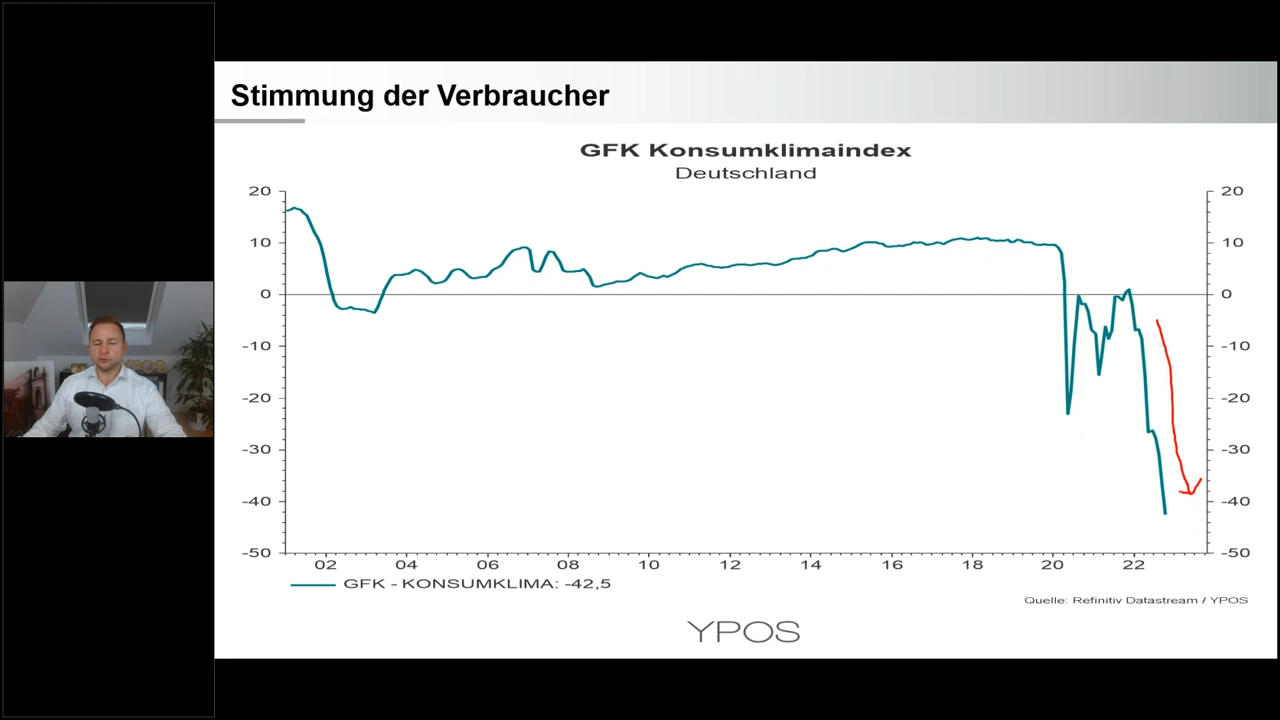 Stimmung der Verbraucher
GFK Konsumklimaindex
Deutschland
20 20
10 10
0 0
-10 -10
-20 -20
-30 -30
-40 -40
-50 -50
02 04 06 08 10 12 14 16 18 20 22
GFK - KONSUMKLIMA: -42,5
Quelle: Refinitiv Datastream / YPOS
YPOS
YPOS